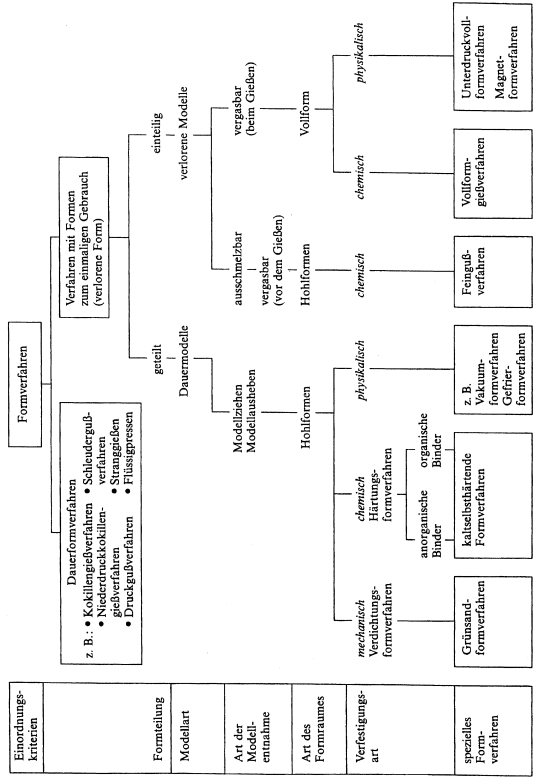 Einordnungs-
kriterien
Formverfahren
Dauerformverfahren
z. B.: • Kokillengießverfahren • Schleuderguß-
• Niederdruckkokillen- verfahren
gießverfahren • Stranggießen
• Druckgußverfahren • Flüssigpressen
Verfahren mit Formen
zum einmaligen Gebrauch
(verlorene Form)
Formteilung
geteilt
einteilig
Modellart
Dauermodelle
verlorene Modelle
Art der
Modell-
entnahme
Modellziehen
Modellausheben
ausschmelzbar
vergasbar
(vor dem Gießen)
vergasbar
(beim Gießen)
Art des
Formraumes
Hohlformen
Hohlformen
Vollform
Verfestigungs-
art
mechanisch
Verdichtungs-
formverfahren
chemisch
Härtungs-
formverfahren
physikalisch
chemisch
chemisch
physikalisch
anorganische
Binder
organische
Binder
spezielles
Form-
verfahren
Grünsand-
formverfahren
kaltselbsthärtende
Formverfahren
z. B.
Vakuum-
formverfahren
Gefrier-
formverfahren
Feinguß-
verfahren
Vollform-
gießverfahren
Unterdruckvoll-
formverfahren
Magnet-
formverfahren